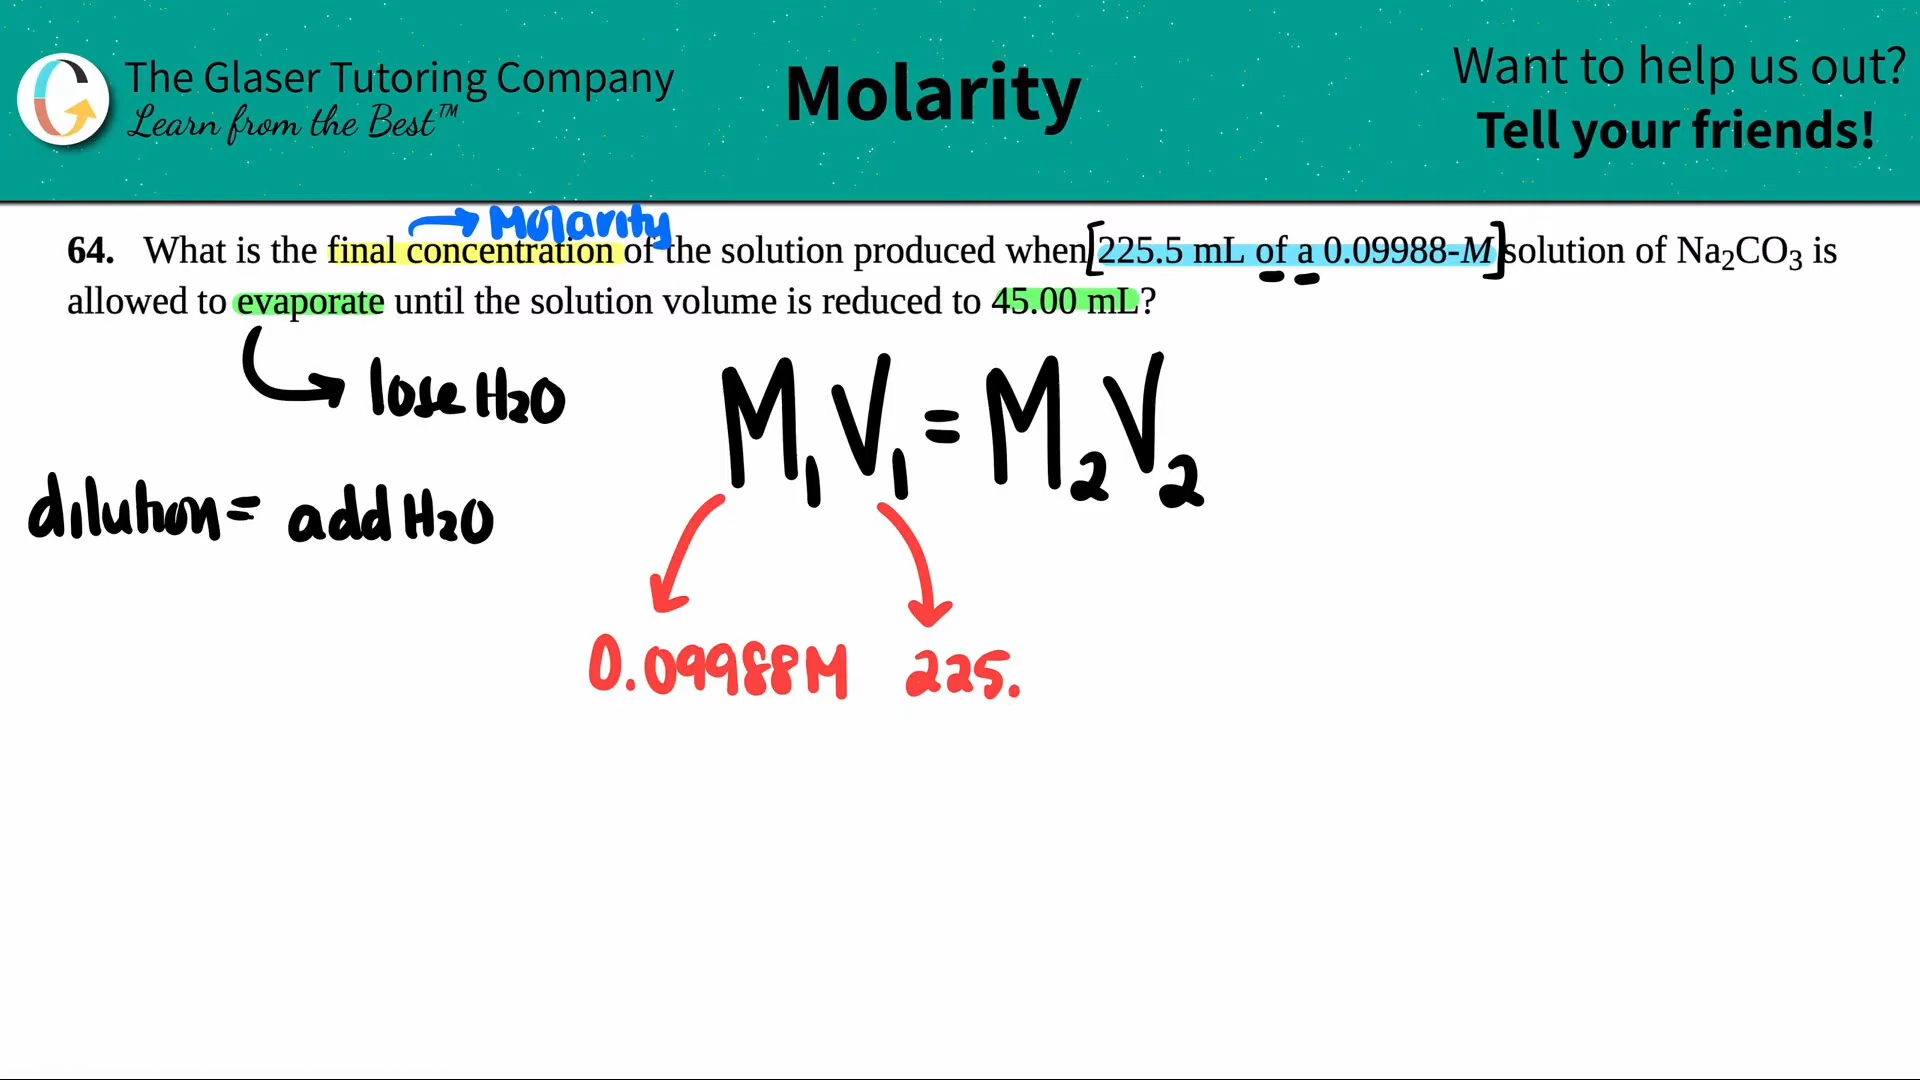 The Glaser Tutoring Company
Learn from the Best™
Molarity
Want to help us out?
Tell your friends!
→ Molarity
64. What is the final concentration of the solution produced when [225.5 mL of a 0.09988-M] solution of Na₂CO₃ is
allowed to evaporate until the solution volume is reduced to 45.00 mL?
lose H₂O
dilution = add H₂O
M₁V₁ = M₂V₂
0.09988M 225.